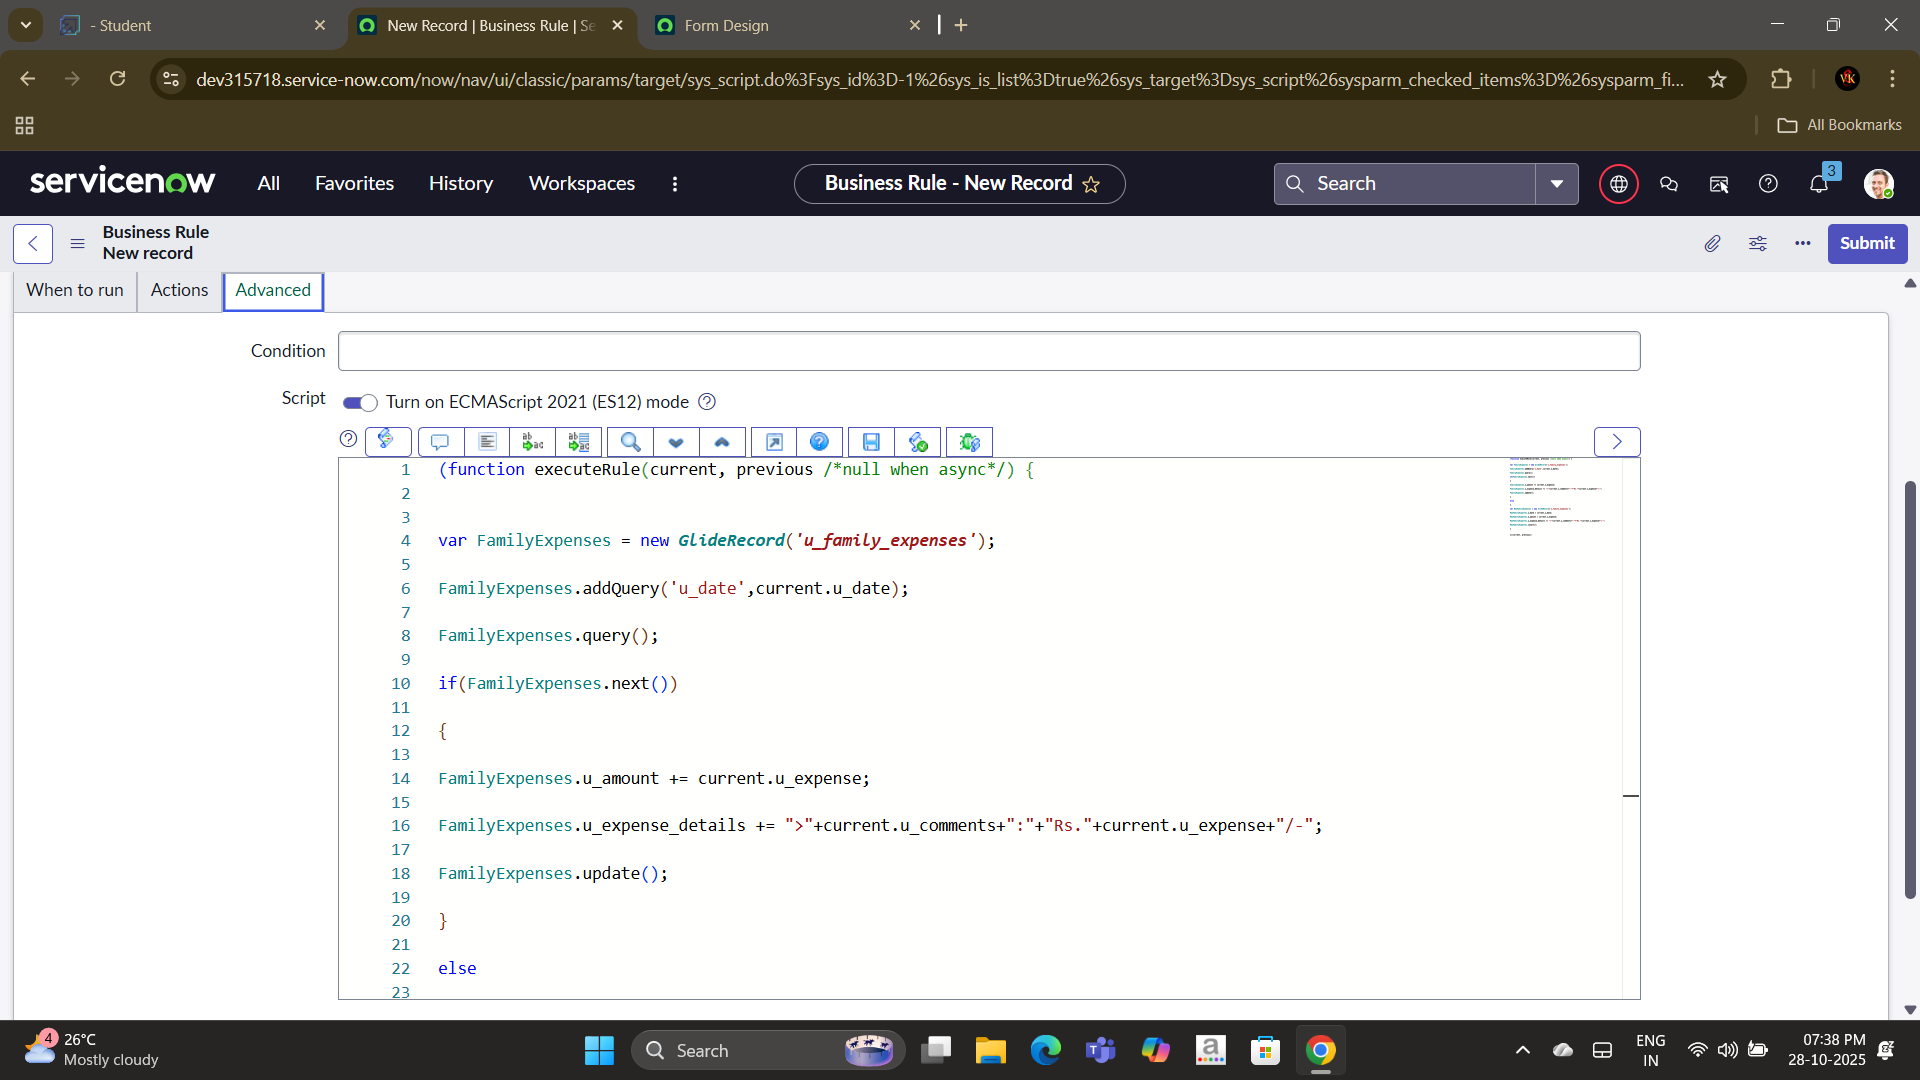 - Student
New Record | Business Rule | Se
Form Design
dev315718.service-now.com/now/nav/ui/classic/params/target/sys_script.do%3Fsys_id%3D-1%26sys_is_list%3Dtrue%26sys_target%3Dsys_script%26sysparm_checked_items%3D%26sysparm_fi...
VK
All Bookmarks
servicenow
All
Favorites
History
Workspaces
Business Rule - New Record
Search
3
Business Rule
New record
Submit
When to run
Actions
Advanced
Condition
Script
Turn on ECMAScript 2021 (ES12) mode
1 (function executeRule(current, previous /*null when async*/) {
2
3
4 var FamilyExpenses = new GlideRecord('u_family_expenses');
5
6 FamilyExpenses.addQuery('u_date',current.u_date);
7
8 FamilyExpenses.query();
9
10 if(FamilyExpenses.next())
11
12 {
13
14 FamilyExpenses.u_amount += current.u_expense;
15
16 FamilyExpenses.u_expense_details += ">"+current.u_comments+":"+"Rs."+current.u_expense+"/-";
17
18 FamilyExpenses.update();
19
20 }
21
22 else
23
4
26°C
Mostly cloudy
Search
ENG
IN
07:38 PM
28-10-2025